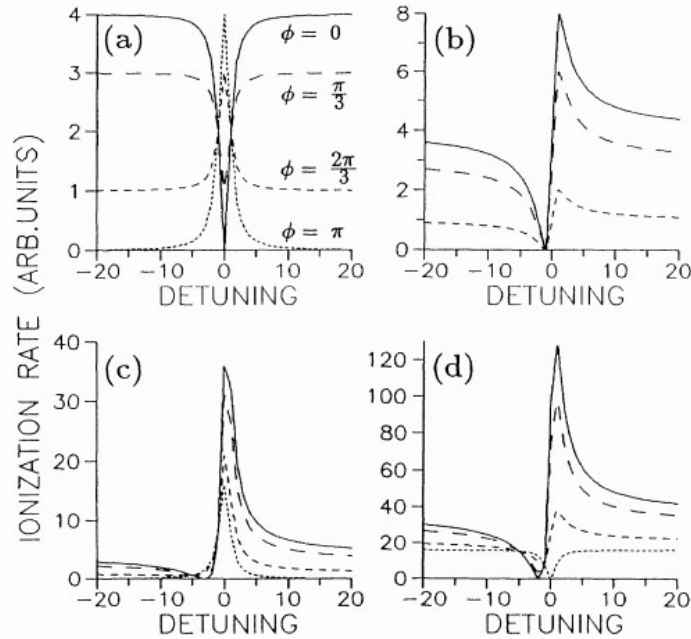 IONIZATION RATE (ARB.UNITS)
(a)
4
3
2
1
0
ϕ = 0
ϕ = π/3
ϕ = 2π/3
ϕ = π
−20 −10 0 10 20
DETUNING
(b)
8
6
4
2
0
−20 −10 0 10 20
DETUNING
(c)
40
30
20
10
0
−20 −10 0 10 20
DETUNING
(d)
120
100
80
60
40
20
0
−20 −10 0 10 20
DETUNING